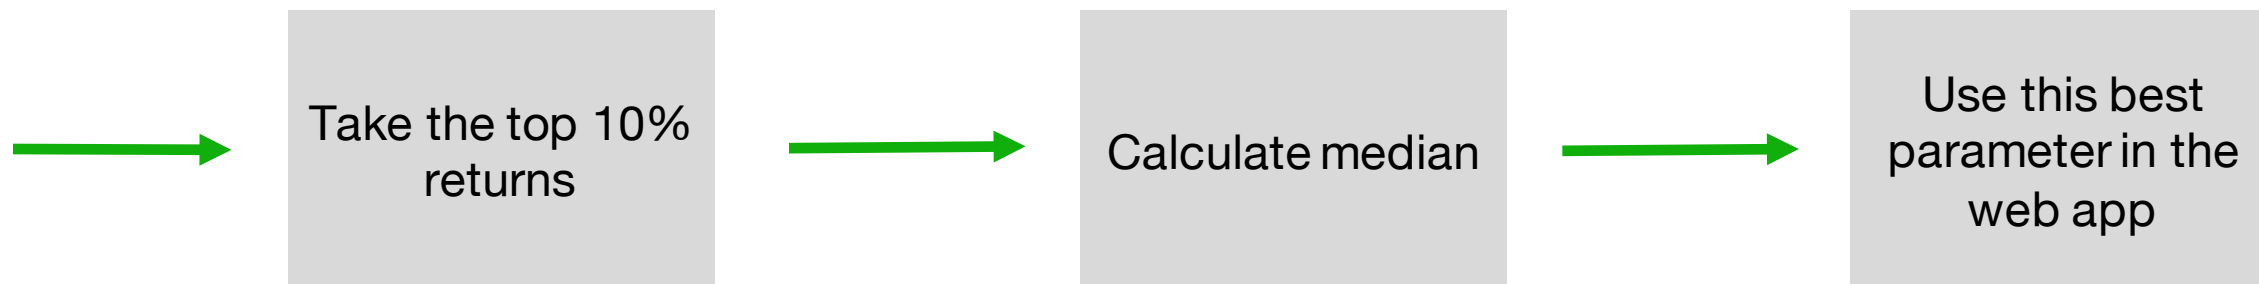 Take the top 10%
returns
Calculate median
Use this best
parameter in the
web app